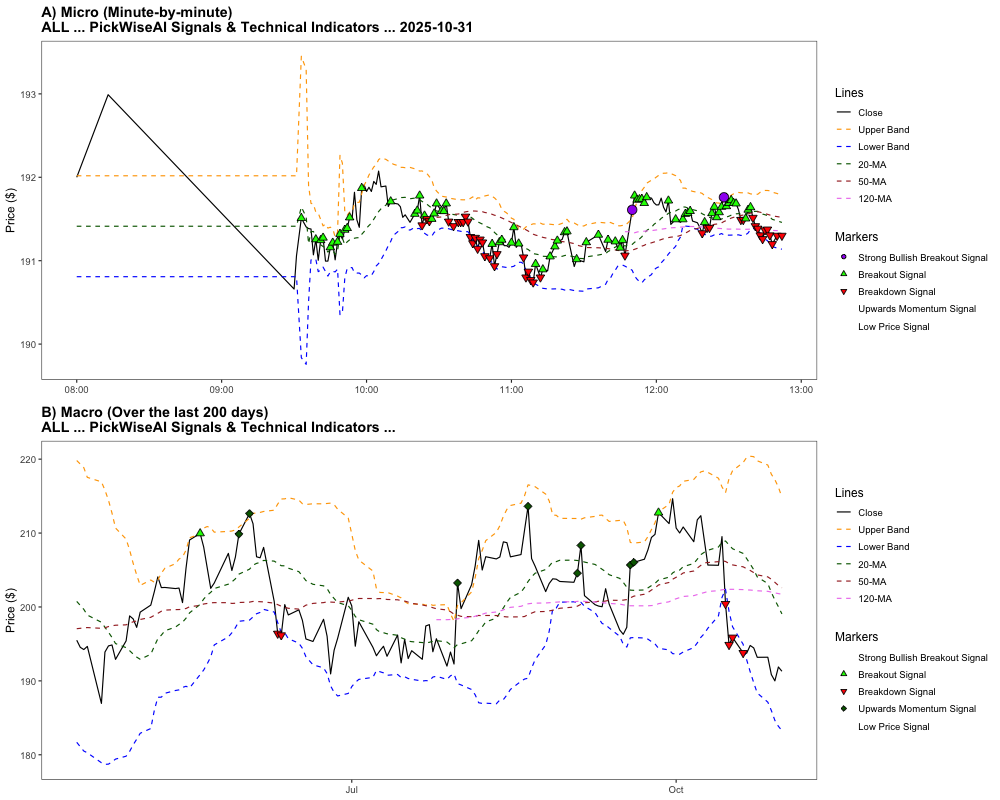 A) Micro (Minute-by-minute)
ALL ... PickWiseAI Signals & Technical Indicators ... 2025-10-31
Price ($)
193
192
191
190
08:00
09:00
10:00
11:00
12:00
13:00
Lines
Close
Upper Band
Lower Band
20-MA
50-MA
120-MA
Markers
Strong Bullish Breakout Signal
Breakout Signal
Breakdown Signal
Upwards Momentum Signal
Low Price Signal
B) Macro (Over the last 200 days)
ALL ... PickWiseAI Signals & Technical Indicators ...
Price ($)
220
210
200
190
180
Jul
Oct
Lines
Close
Upper Band
Lower Band
20-MA
50-MA
120-MA
Markers
Strong Bullish Breakout Signal
Breakout Signal
Breakdown Signal
Upwards Momentum Signal
Low Price Signal